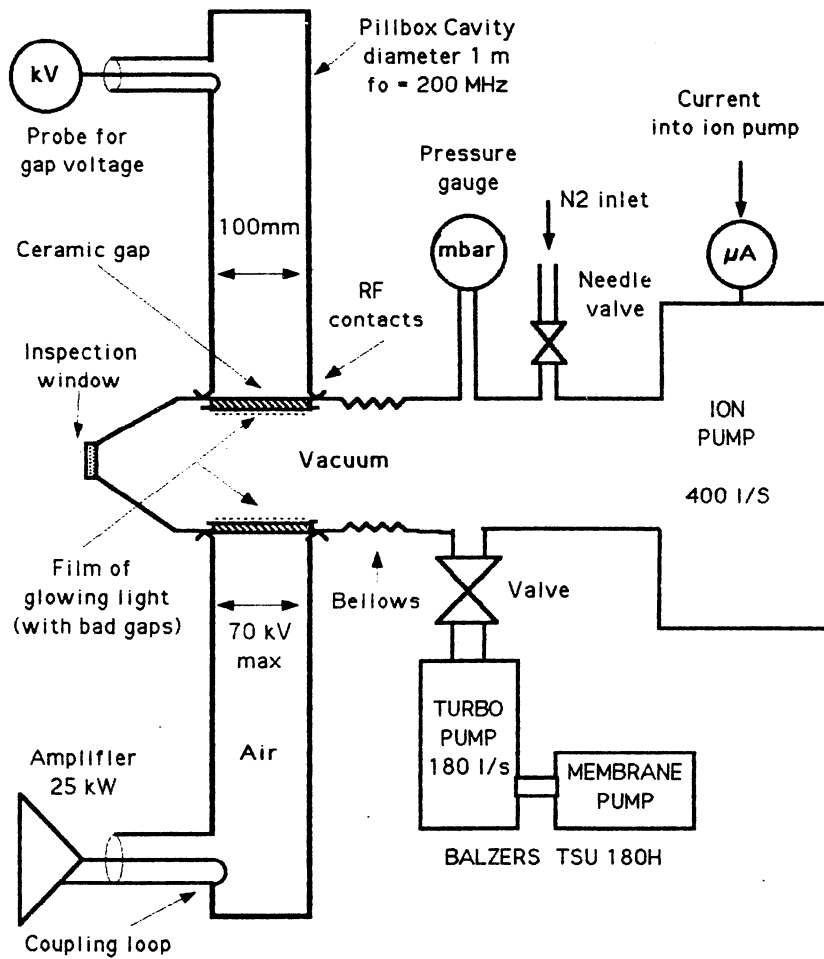 Pillbox Cavity
diameter 1 m
fo = 200 MHz
kV
Probe for
gap voltage
Current
into ion pump
Pressure
gauge
N2 inlet
100mm
mbar
µA
Ceramic gap
Needle
valve
RF
contacts
Inspection
window
Vacuum
ION
PUMP
400 l/S
Film of
glowing light
(with bad gaps)
Bellows
Valve
70 kV
max
TURBO
PUMP
180 l/s
Air
Amplifier
25 kW
MEMBRANE
PUMP
BALZERS TSU 180H
Coupling loop